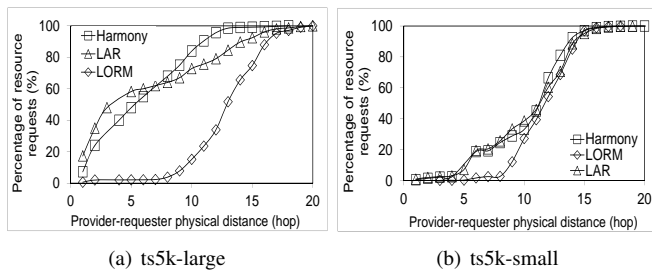 100
80
60
40
20
0
Percentage of resource
requests (%)
Harmony
LAR
LORM
0 5 10 15 20
Provider-requester physical distance (hop)
(a) ts5k-large
100
80
60
40
20
0
Percentage of resource
requests (%)
Harmony
LORM
LAR
0 5 10 15 20
Provider-requester physical distance (hop)
(b) ts5k-small